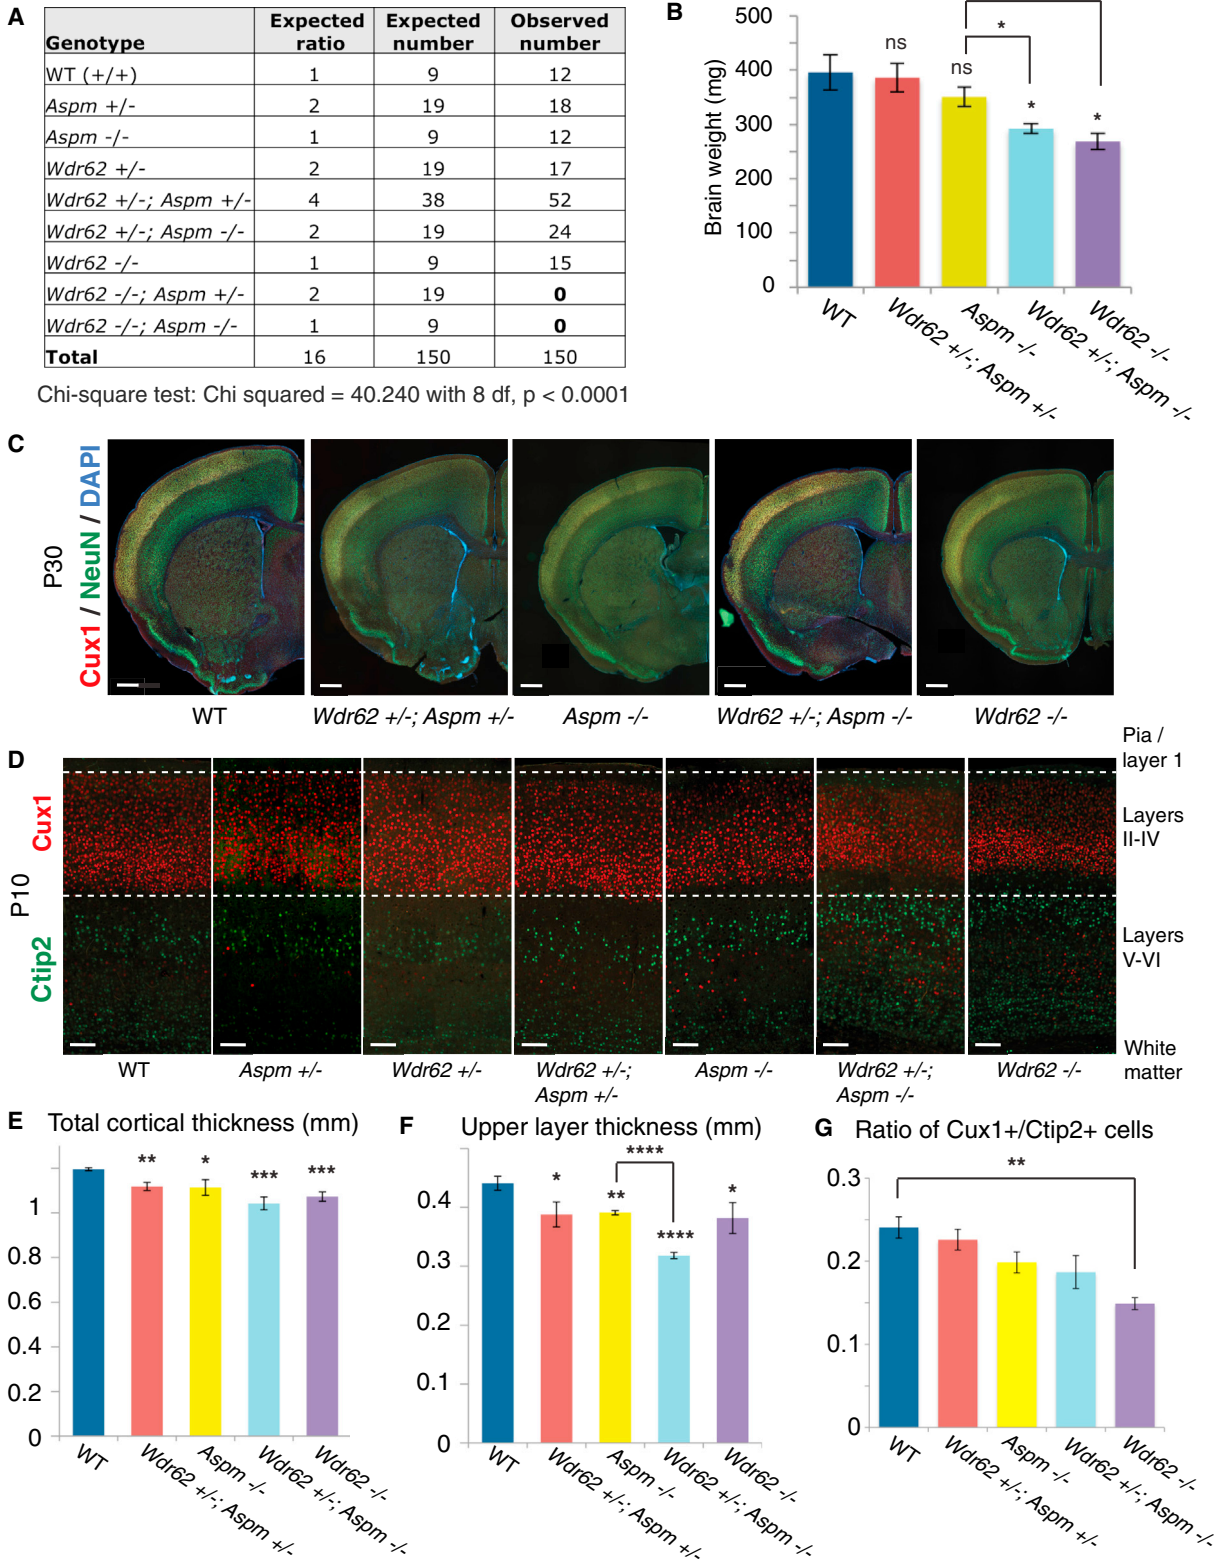 A
Genotype Expected ratio Expected number Observed number
WT (+/+) 1 9 12
Aspm +/- 2 19 18
Aspm -/- 1 9 12
Wdr62 +/- 2 19 17
Wdr62 +/-; Aspm +/- 4 38 52
Wdr62 +/-; Aspm -/- 2 19 24
Wdr62 -/- 1 9 15
Wdr62 -/-; Aspm +/- 2 19 0
Wdr62 -/-; Aspm -/- 1 9 0
Total 16 150 150
Chi-square test: Chi squared = 40.240 with 8 df, p < 0.0001
B
Brain weight (mg)
500
400
300
200
100
0
ns
ns
*
*
*
WT
Wdr62 +/-; Aspm +/-
Aspm -/-
Wdr62 +/-; Aspm -/-
Wdr62 -/-
C
P30
Cux1 / NeuN / DAPI
WT
Wdr62 +/-; Aspm +/-
Aspm -/-
Wdr62 +/-; Aspm -/-
Wdr62 -/-
D
P10
Cux1
Ctip2
Pia /
layer 1
Layers
II-IV
Layers
V-VI
White
matter
WT
Aspm +/-
Wdr62 +/-
Wdr62 +/-;
Aspm +/-
Aspm -/-
Wdr62 +/-;
Aspm -/-
Wdr62 -/-
E Total cortical thickness (mm)
1
0.8
0.6
0.4
0.2
0
**
*
***
***
WT
Wdr62 +/-; Aspm +/-
Aspm -/-
Wdr62 +/-; Aspm -/-
Wdr62 -/-
F Upper layer thickness (mm)
0.4
0.3
0.2
0.1
0
*
**
****
****
*
WT
Wdr62 +/-; Aspm +/-
Aspm -/-
Wdr62 +/-; Aspm -/-
Wdr62 -/-
G Ratio of Cux1+/Ctip2+ cells
0.3
0.2
0.1
0
**
WT
Wdr62 +/-; Aspm +/-
Aspm -/-
Wdr62 +/-; Aspm -/-
Wdr62 -/-